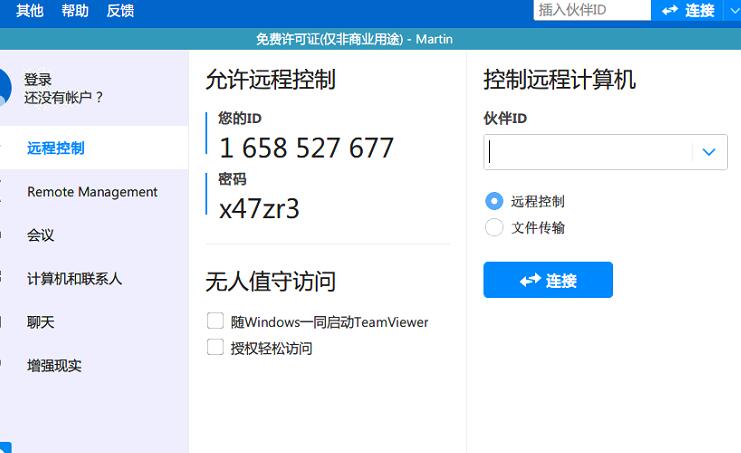 其他 帮助 反馈 插入伙伴ID 连接
免费许可证(仅非商业用途) - Martin
登录
还没有帐户？
远程控制
Remote Management
会议
计算机和联系人
聊天
增强现实
允许远程控制
您的ID
1 658 527 677
密码
x47zr3
无人值守访问
随Windows一同启动TeamViewer
授权轻松访问
控制远程计算机
伙伴ID
远程控制
文件传输
连接